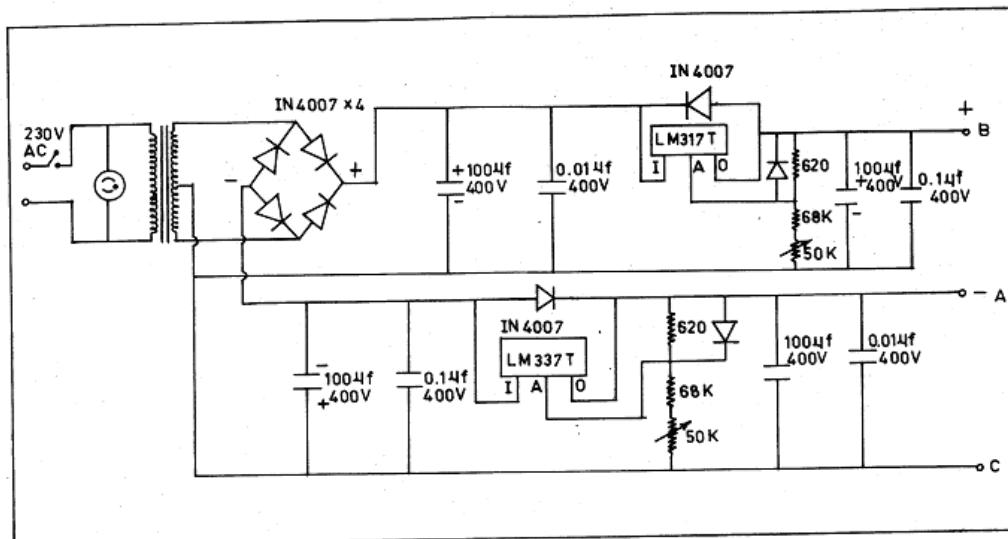 IN 4007 × 4
IN 4007
230V
AC
+
-
LM317T
I A O
+100µf
400V
-
0.01µf
400V
620
68K
50K
100µf
+400V
-
0.1µf
400V
+
B
- A
IN 4007
LM337T
I A O
-
100µf
+ 400V
0.1µf
400V
620
68K
50K
100µf
400V
0.01µf
400V
C